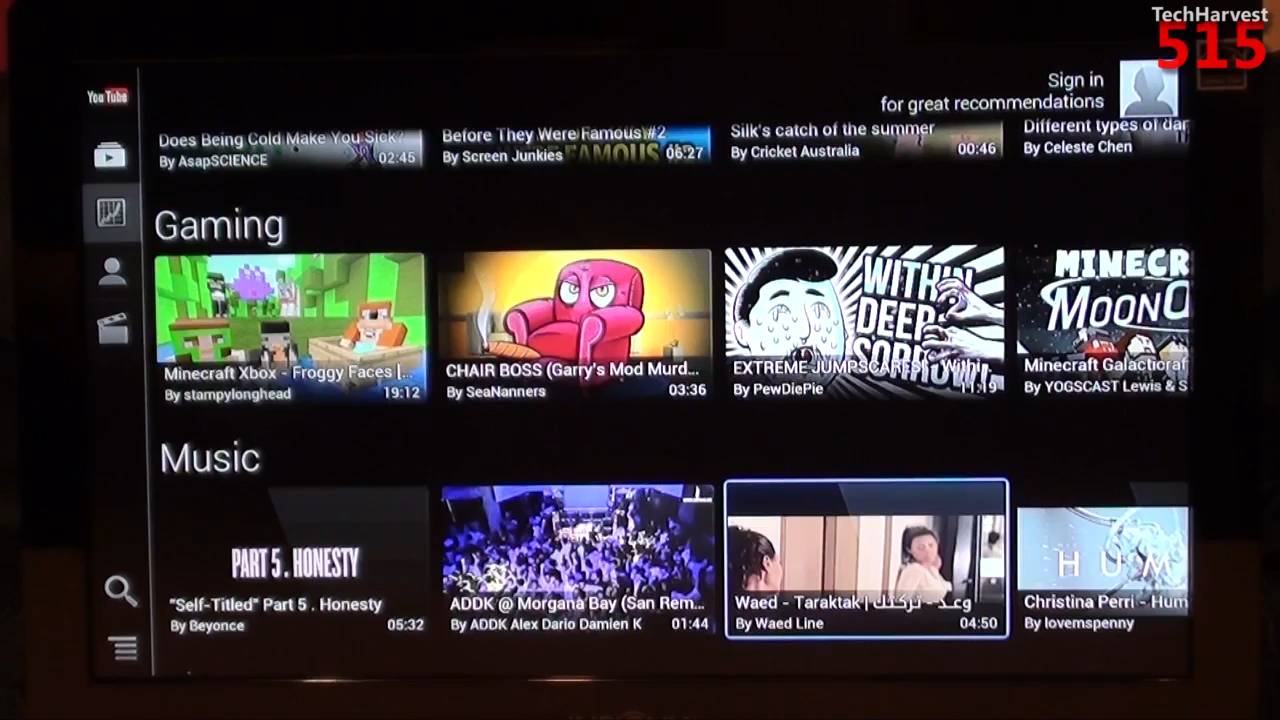 TechHarvest
515
YouTube
Sign in
for great recommendations
Does Being Cold Make You Sick?
By AsapSCIENCE
02:45
Before They Were Famous #2
By Screen Junkies
FAMOUS
06:27
Silk's catch of the summer
By Cricket Australia
00:46
Different types of dar
By Celeste Chen
Gaming
Minecraft Xbox - Froggy Faces |...
By stampylonghead
19:12
CHAIR BOSS (Garry's Mod Murd...
By SeaNanners
03:36
WITHIN
DEEP
SORROW
EXTREME JUMPSCARES! - With
By PewDiePie
11:19
MINECR
MOONQ
Minecraft Galacticraf
By YOGSCAST Lewis & S
Music
PART 5. HONESTY
"Self-Titled" Part 5 . Honesty
By Beyonce
05:32
ADDK @ Morgana Bay (San Rem...
By ADDK Alex Dario Damien K
01:44
Waed - Taraktak | وعـد - تركـتـك
By Waed Line
04:50
HUM
Christina Perri - Hum
By lovemspenny